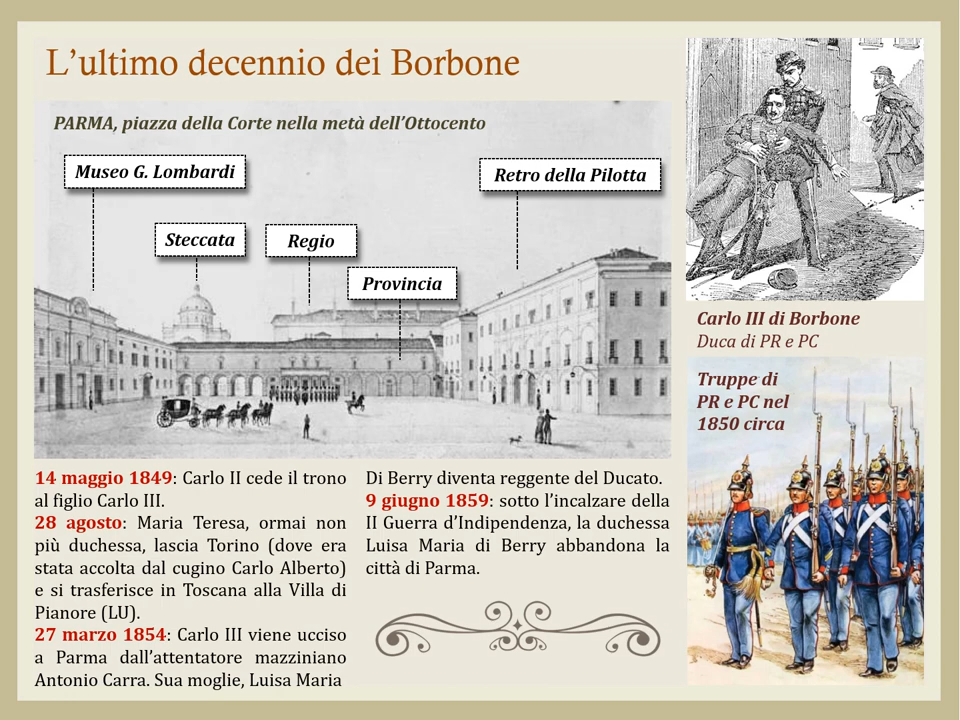 L'ultimo decennio dei Borbone
PARMA, piazza della Corte nella metà dell'Ottocento
Museo G. Lombardi
Retro della Pilotta
Steccata
Regio
Provincia
Carlo III di Borbone
Duca di PR e PC
Truppe di
PR e PC nel
1850 circa
14 maggio 1849: Carlo II cede il trono
al figlio Carlo III.
28 agosto: Maria Teresa, ormai non
più duchessa, lascia Torino (dove era
stata accolta dal cugino Carlo Alberto)
e si trasferisce in Toscana alla Villa di
Pianore (LU).
27 marzo 1854: Carlo III viene ucciso
a Parma dall'attentatore mazziniano
Antonio Carra. Sua moglie, Luisa Maria
Di Berry diventa reggente del Ducato.
9 giugno 1859: sotto l'incalzare della
II Guerra d'Indipendenza, la duchessa
Luisa Maria di Berry abbandona la
città di Parma.